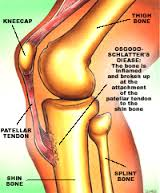 KNEECAP
THIGH
BONE
OSGOOD-
SCHLATTER'S
DIEASE:
The bone is
inflamed and
broken up
at the
attachment
of the
patellar tendon
to the
shin bone
PATELLAR
TENDON
SHIN
BONE
SPLINT
BONE